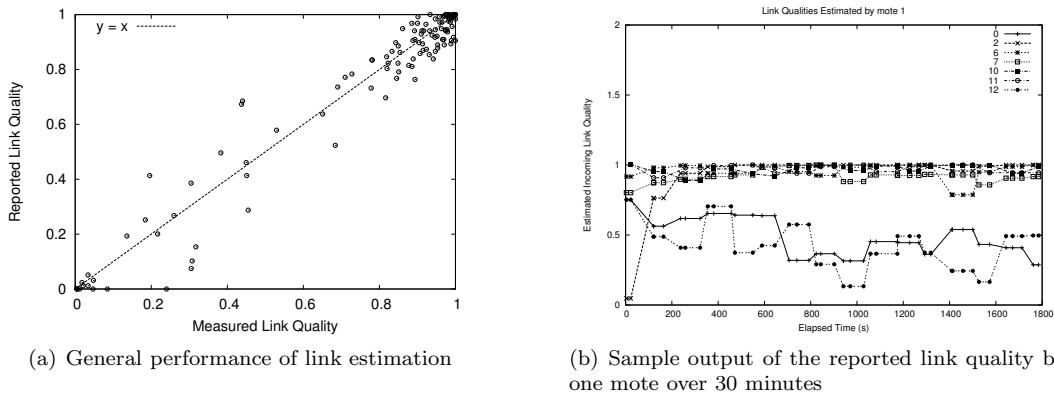 y = x
Reported Link Quality
1
0.8
0.6
0.4
0.2
0
0 0.2 0.4 0.6 0.8 1
Measured Link Quality
(a) General performance of link estimation
Link Qualities Estimated by mote 1
0
2
6
7
10
11
12
Estimated Incoming Link Quality
2
1.5
1
0.5
0
0 200 400 600 800 1000 1200 1400 1600 1800
Elapsed Time (s)
(b) Sample output of the reported link quality b
one mote over 30 minutes